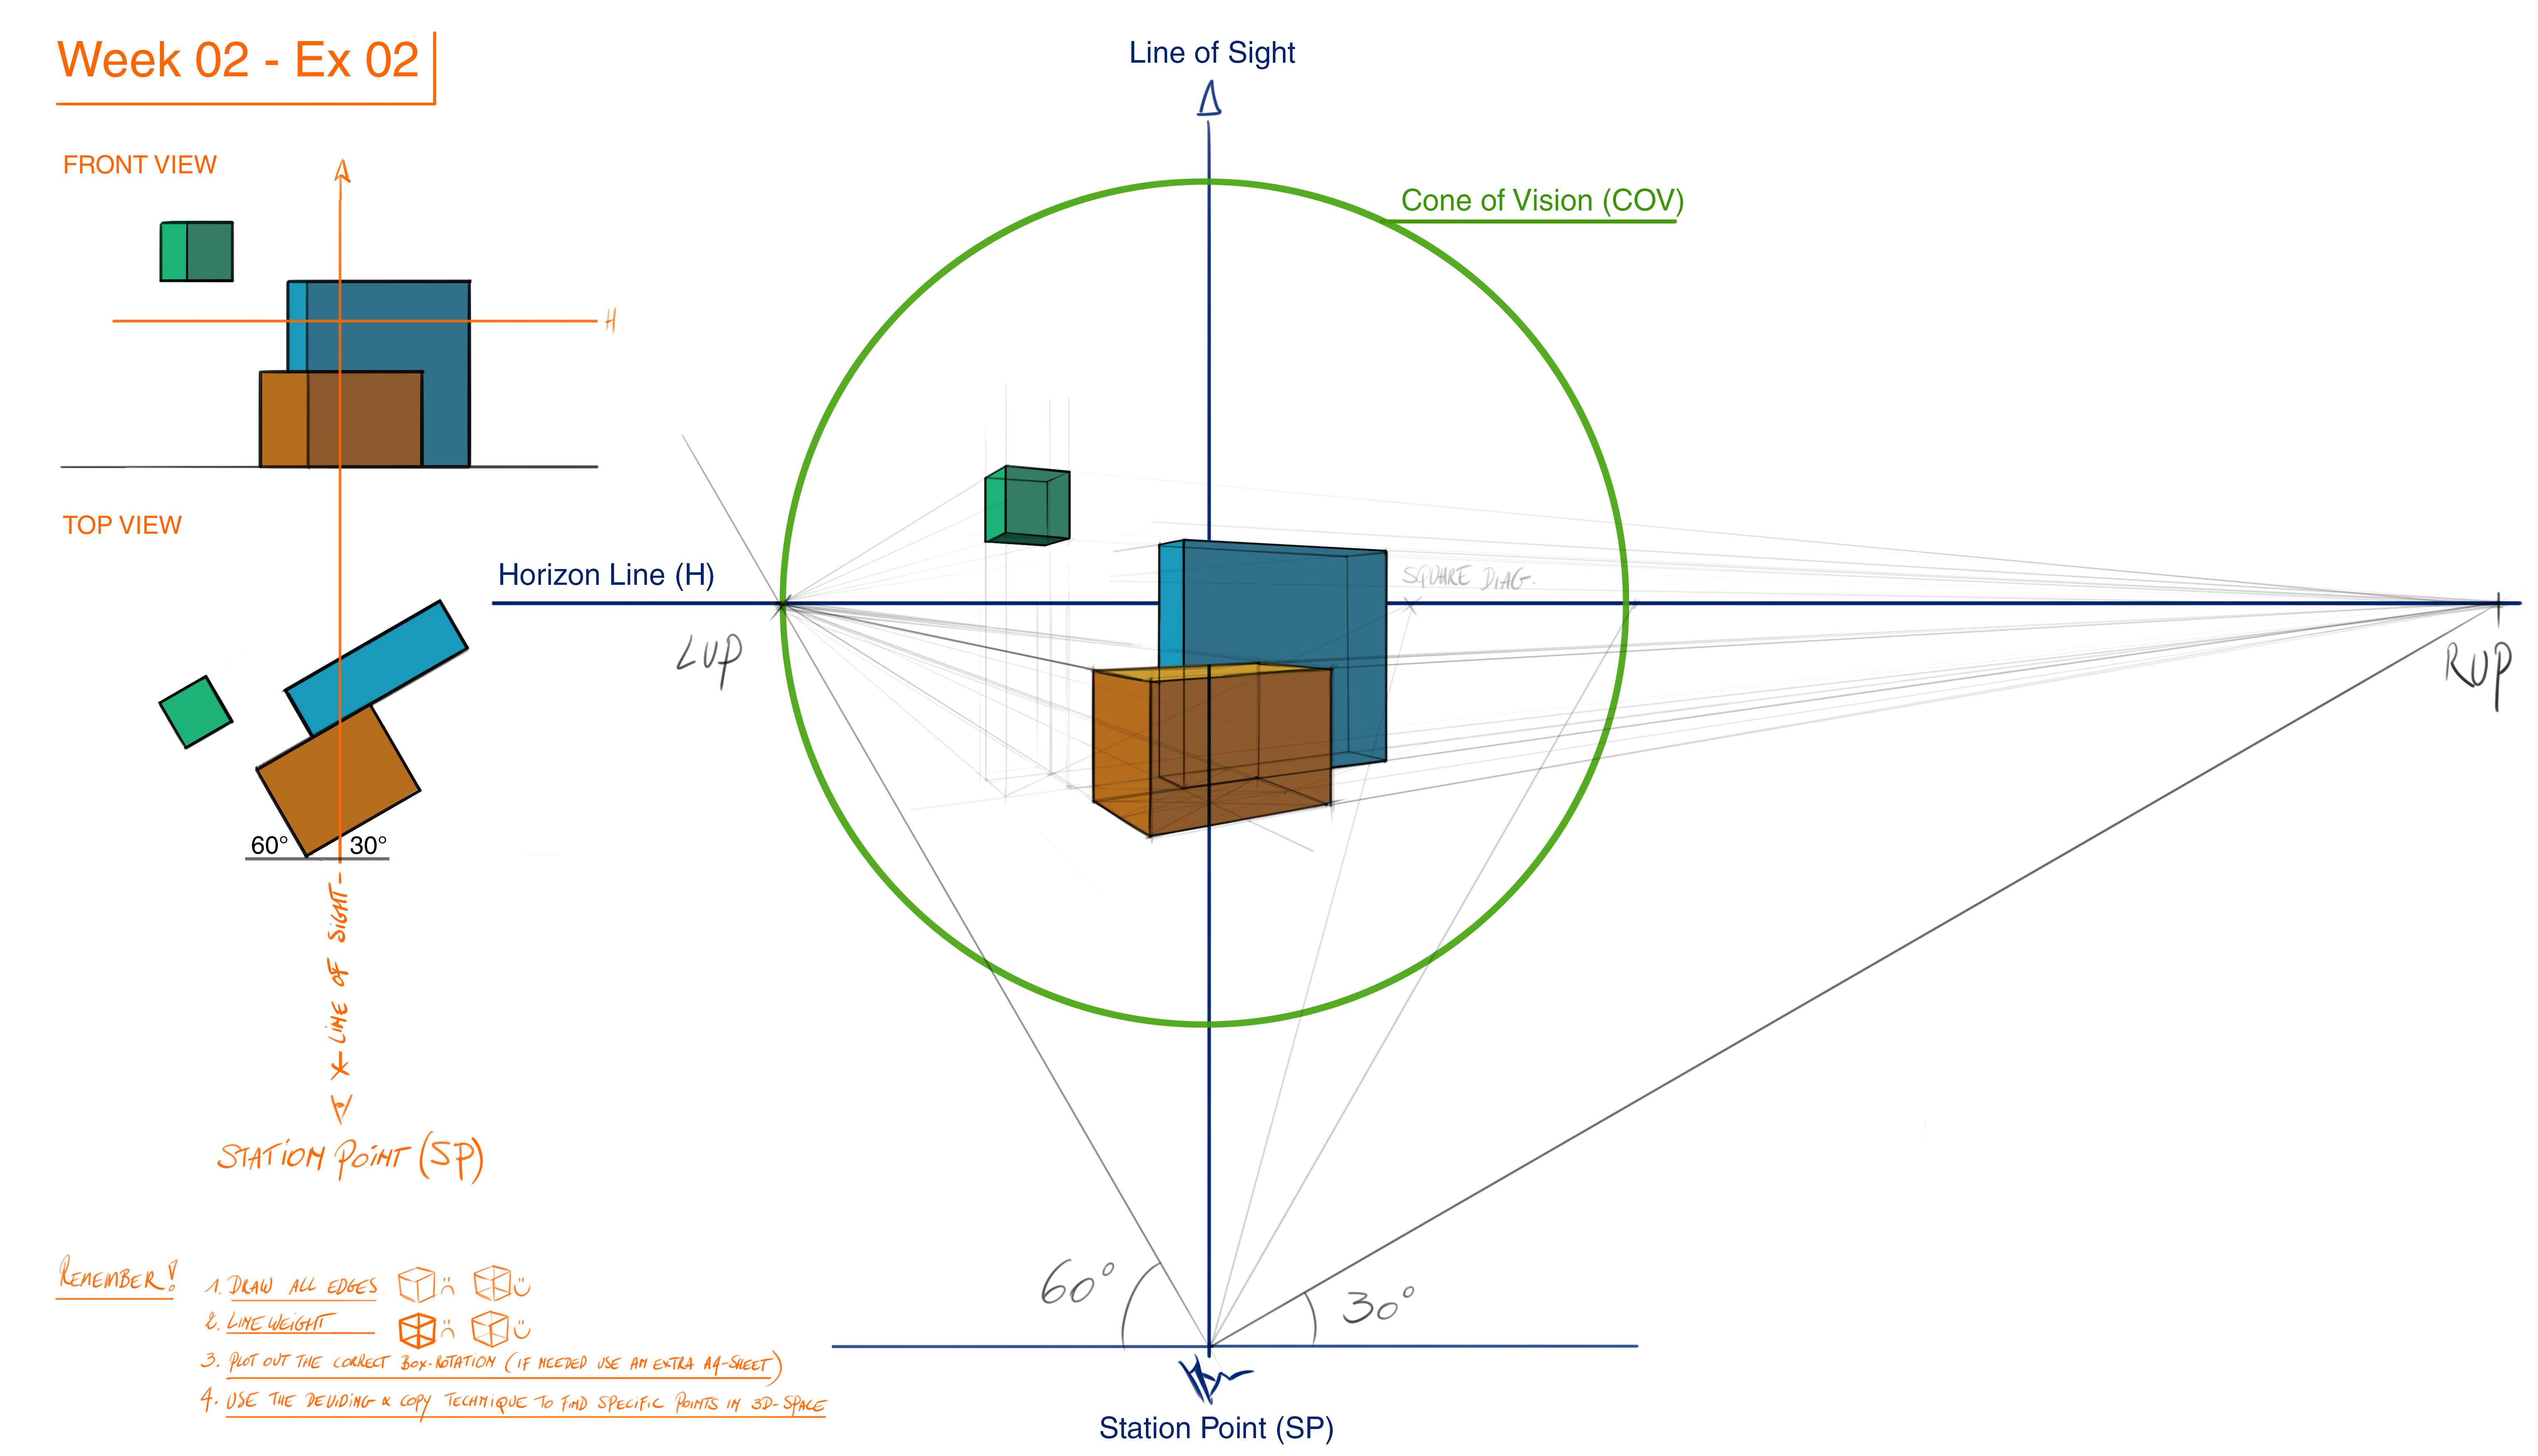 Week 02 - Ex 02
FRONT VIEW
H
TOP VIEW
60° 30°
LINE OF SIGHT
STATION POINT (SP)
Line of Sight
Cone of Vision (COV)
Horizon Line (H)
SQUARE DIAG.
LVP
RVP
60°
30°
Station Point (SP)
REMEMBER!
1. DRAW ALL EDGES
2. LINE WEIGHT
3. PLOT OUT THE CORRECT BOX-ROTATION (IF NEEDED USE AN EXTRA A4-SHEET)
4. USE THE DEVIDING & COPY TECHNIQUE TO FIND SPECIFIC POINTS IN 3D-SPACE